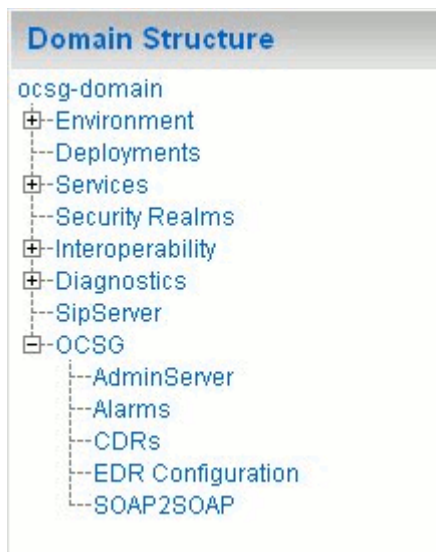 Domain Structure
ocsg-domain
Environment
Deployments
Services
Security Realms
Interoperability
Diagnostics
SipServer
OCSG
AdminServer
Alarms
CDRs
EDR Configuration
SOAP2SOAP